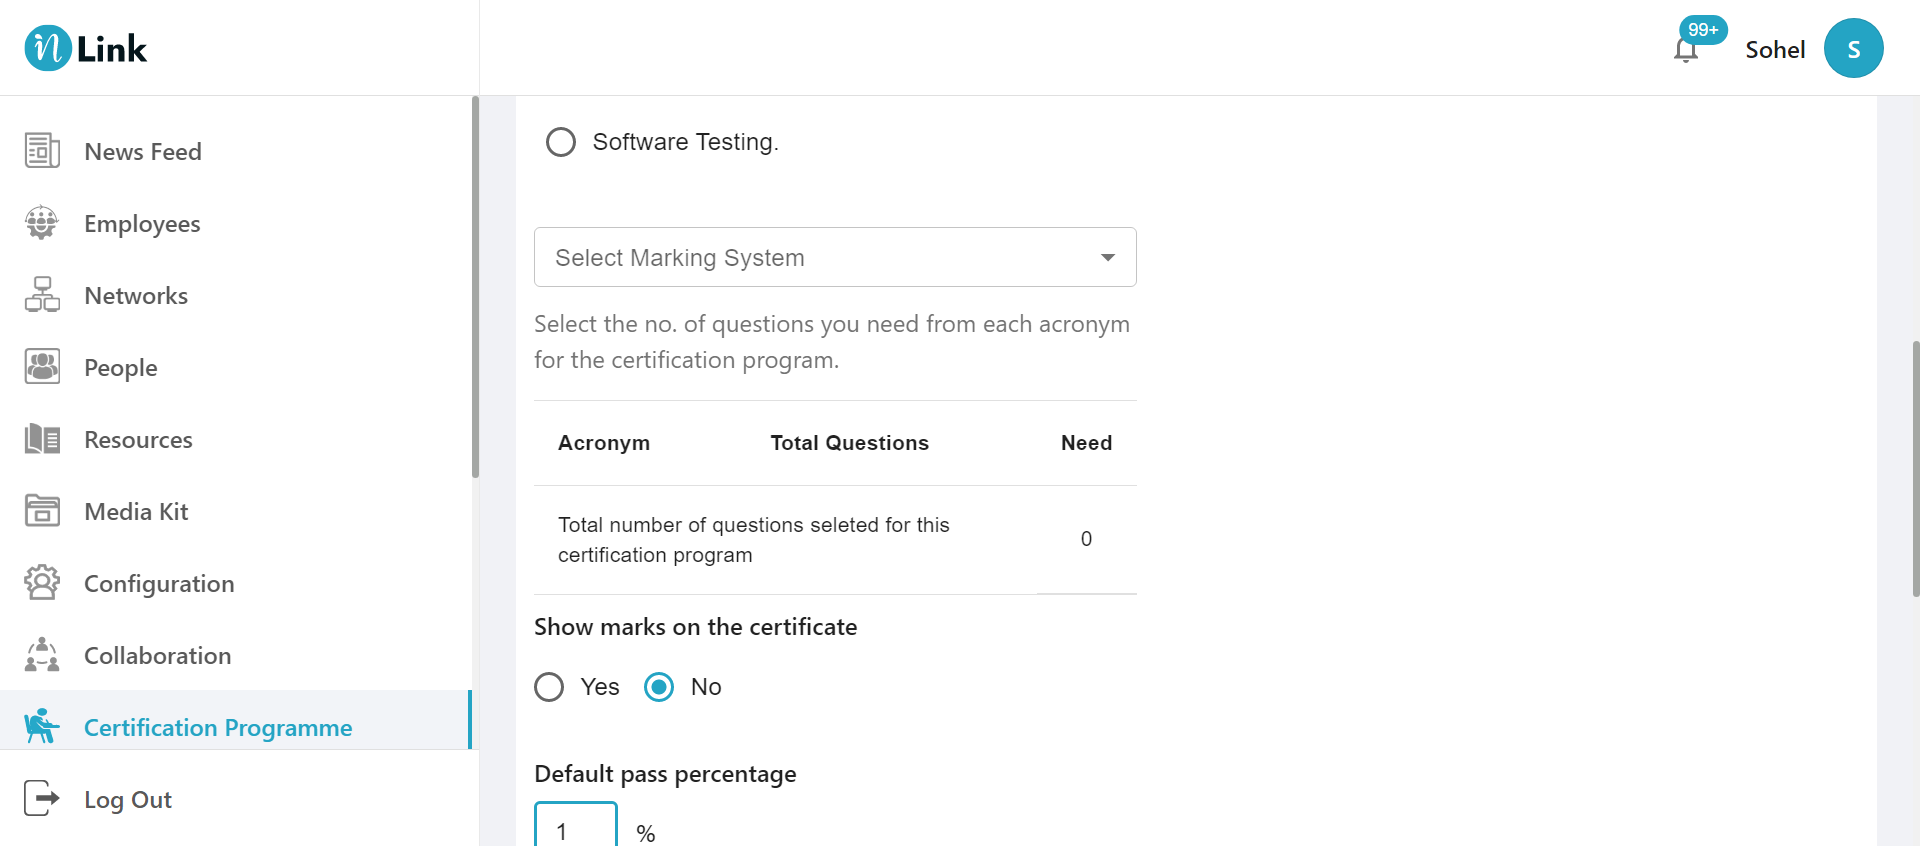 n Link
99+
Sohel
S
News Feed
Employees
Networks
People
Resources
Media Kit
Configuration
Collaboration
Certification Programme
Log Out
Software Testing.
Select Marking System
Select the no. of questions you need from each acronym
for the certification program.
Acronym Total Questions Need
Total number of questions seleted for this
certification program
0
Show marks on the certificate
Yes No
Default pass percentage
1 %